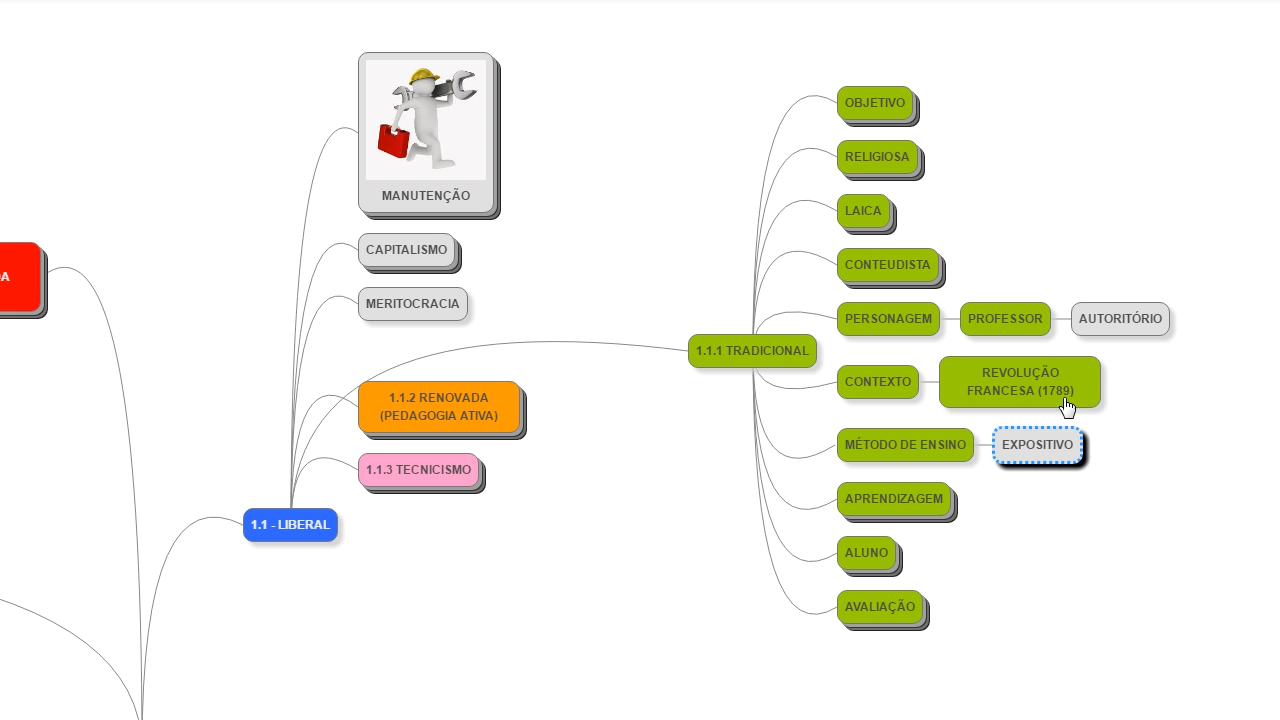 MANUTENÇÃO
CAPITALISMO
MERITOCRACIA
1.1.2 RENOVADA
(PEDAGOGIA ATIVA)
1.1.3 TECNICISMO
1.1 - LIBERAL
1.1.1 TRADICIONAL
OBJETIVO
RELIGIOSA
LAICA
CONTEUDISTA
PERSONAGEM
PROFESSOR
AUTORITÓRIO
CONTEXTO
REVOLUÇÃO
FRANCESA (1789)
MÉTODO DE ENSINO
EXPOSITIVO
APRENDIZAGEM
ALUNO
AVALIAÇÃO